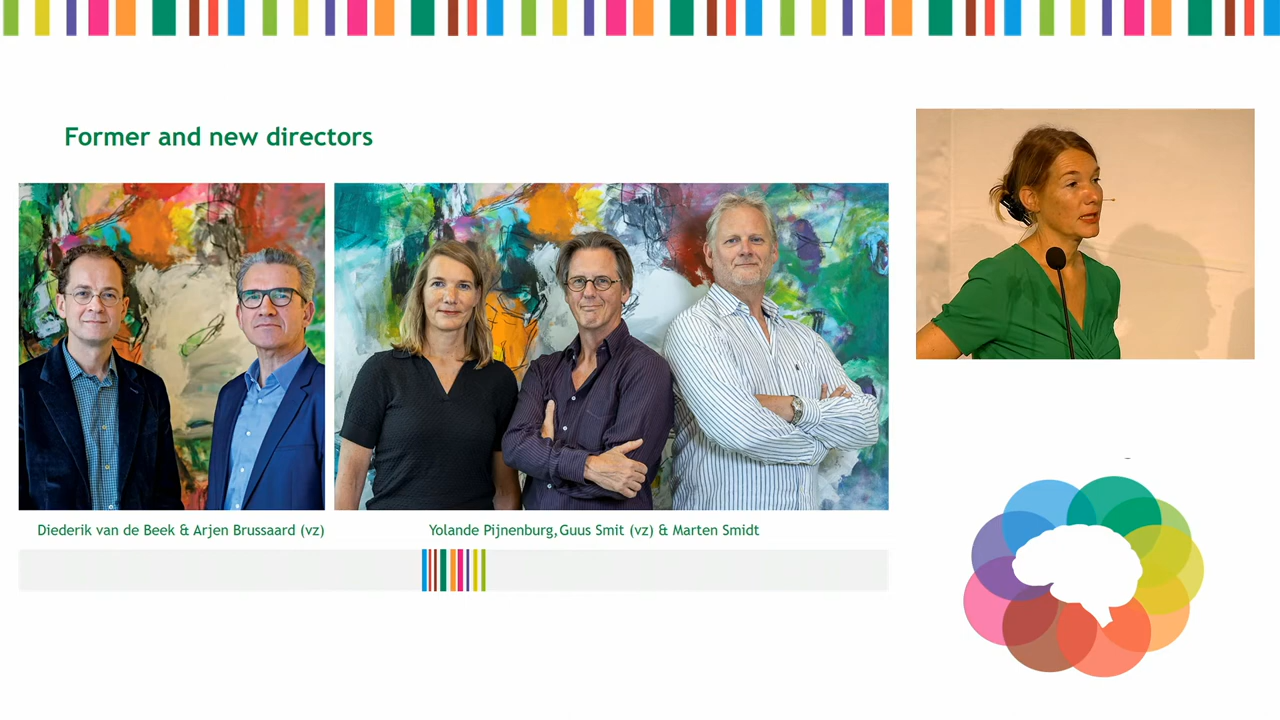 Former and new directors
Diederik van de Beek & Arjen Brussaard (vz)
Yolande Pijnenburg, Guus Smit (vz) & Marten Smidt